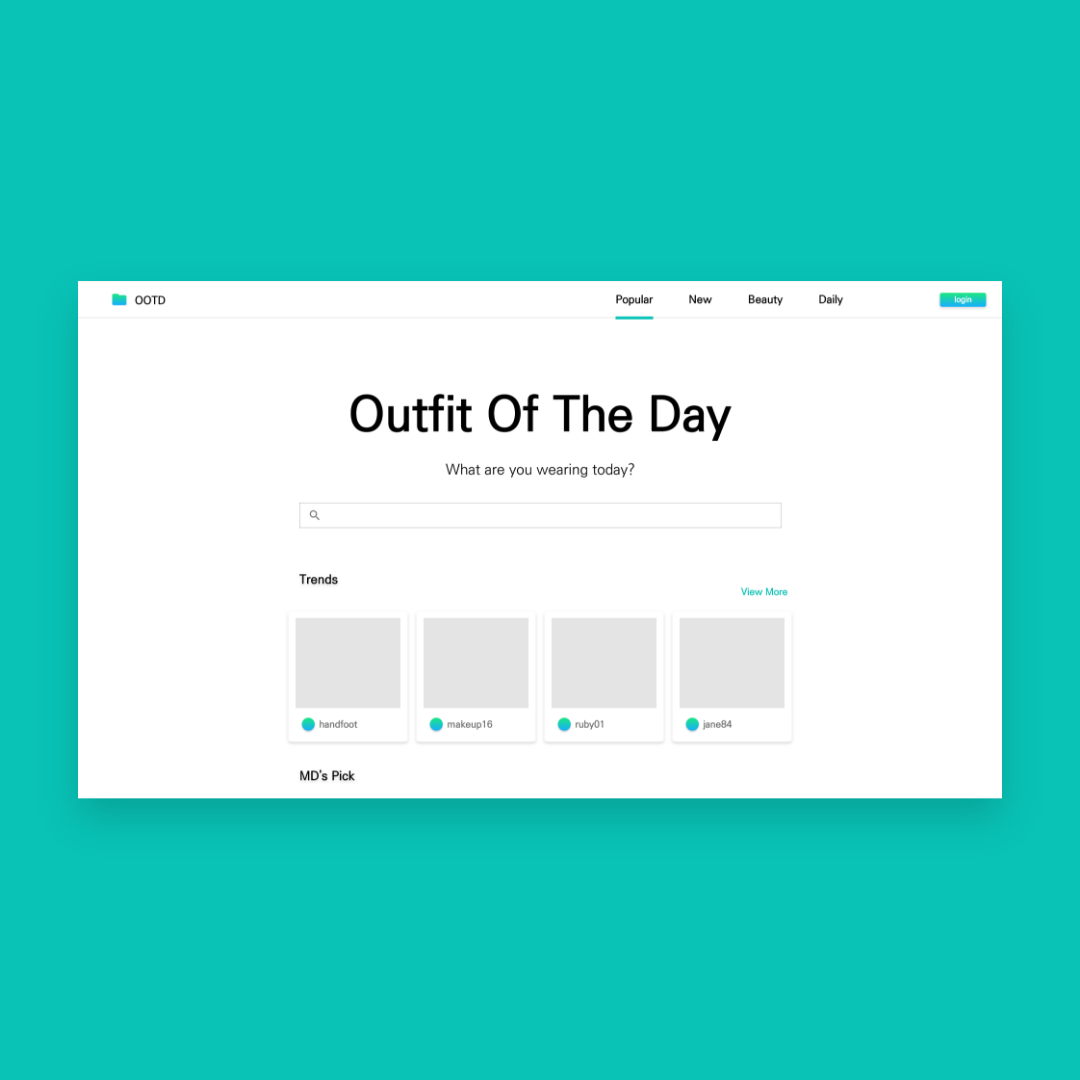 OOTD Popular New Beauty Daily login
Outfit Of The Day
What are you wearing today?
Trends
View More
handfoot makeup16 ruby01 jane84
MD's Pick